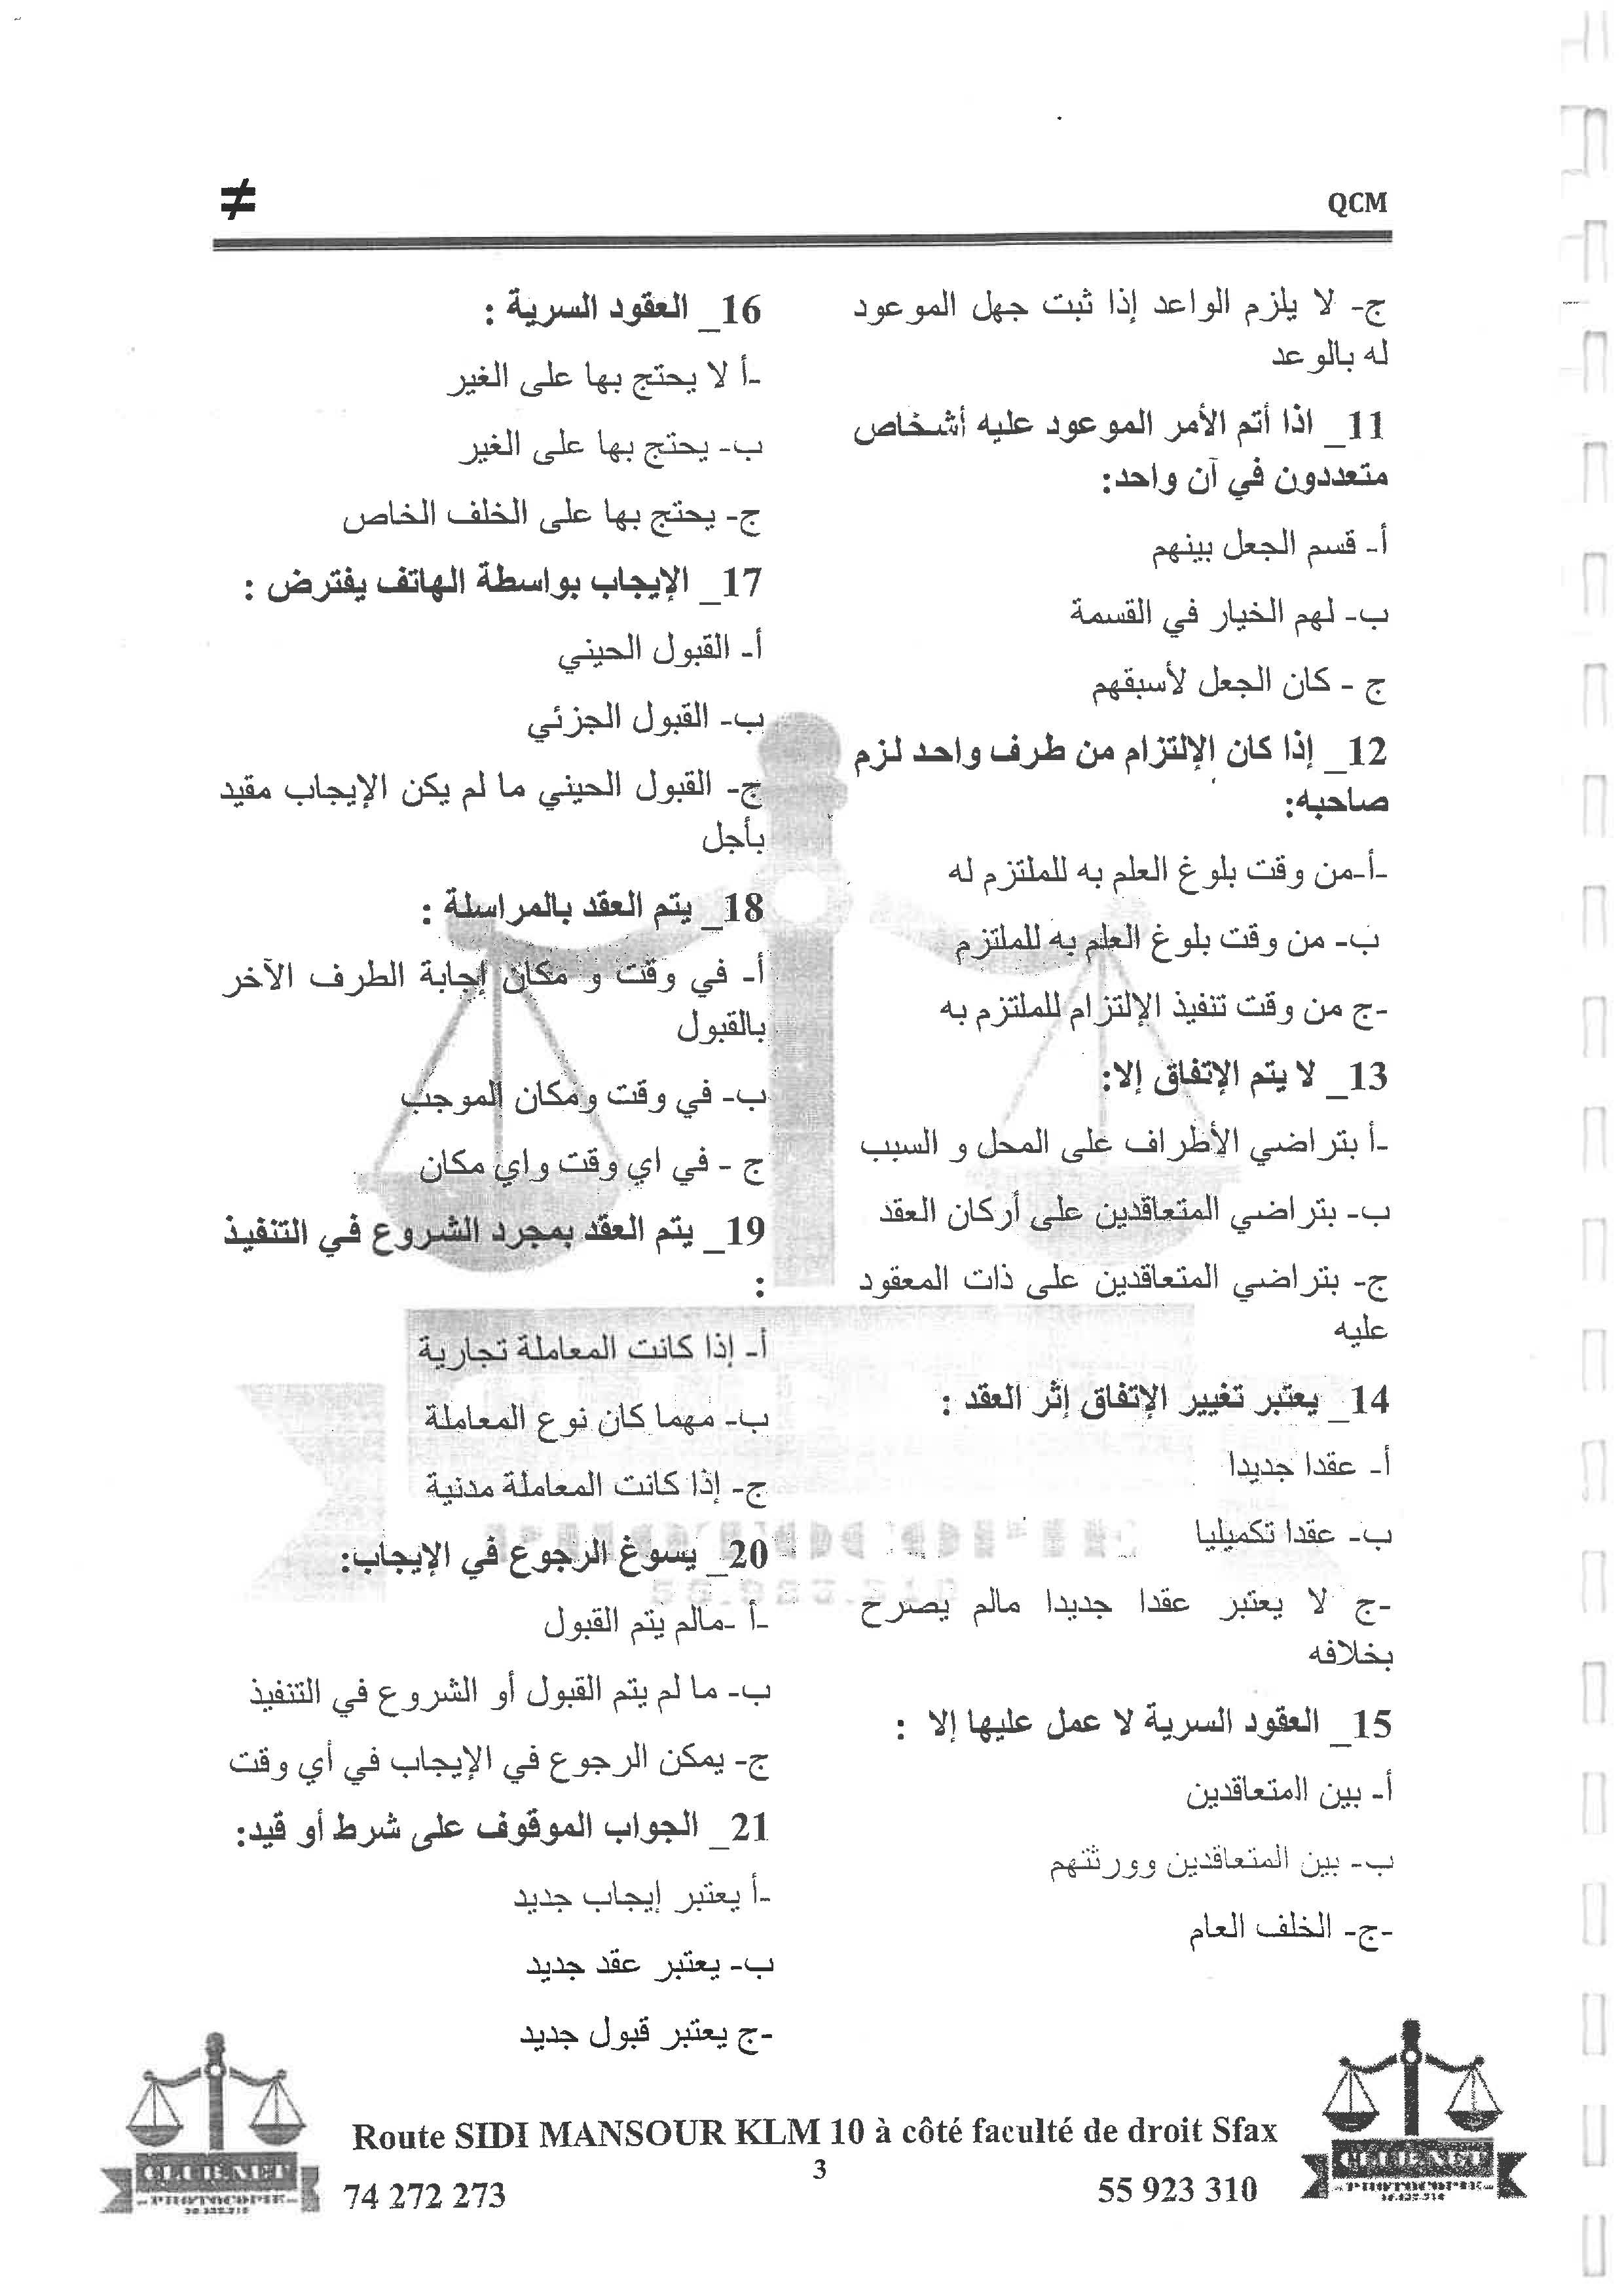 QCM
≠
ج- لا يلزم الواعد إذا ثبت جهل الموعود
له بالوعد
11_ اذا أتم الأمر الموعود عليه أشخاص
متعددون في آن واحد:
أ- قسم الجعل بينهم
ب- لهم الخيار في القسمة
ج - كان الجعل لأسبقهم
12_ إذا كان الإلتزام من طرف واحد لزم
صاحبه:
-أ-من وقت بلوغ العلم به للملتزم له
ب- من وقت بلوغ العلم به للملتزم
-ج من وقت تنفيذ الإلتزام للملتزم به
13_ لا يتم الإتفاق إلا:
-أ بتراضي الأطراف على المحل و السبب
ب- بتراضي المتعاقدين على أركان العقد
ج- بتراضي المتعاقدين على ذات المعقود
عليه
14_ يعتبر تغيير الإتفاق إثر العقد :
أ- عقدا جديدا
ب- عقدا تكميليا
-ج لا يعتبر عقدا جديدا مالم يصرح
بخلافه
15_ العقود السرية لا عمل عليها إلا :
أ- بين المتعاقدين
ب- بين المتعاقدين وورثتهم
-ج- الخلف العام
16_ العقود السرية :
-أ لا يحتج بها على الغير
ب- يحتج بها على الغير
ج- يحتج بها على الخلف الخاص
17_ الإيجاب بواسطة الهاتف يفترض :
أ- القبول الحيني
ب- القبول الجزئي
ج- القبول الحيني ما لم يكن الإيجاب مقيد
بأجل
18_ يتم العقد بالمراسلة :
أ- في وقت و مكان إجابة الطرف الآخر
بالقبول
ب- في وقت ومكان الموجب
ج - في اي وقت واي مكان
19_ يتم العقد بمجرد الشروع في التنفيذ
:
أ- إذا كانت المعاملة تجارية
ب- مهما كان نوع المعاملة
ج- إذا كانت المعاملة مدنية
20_ يسوغ الرجوع في الإيجاب:
-أ -مالم يتم القبول
ب- ما لم يتم القبول أو الشروع في التنفيذ
ج- يمكن الرجوع في الإيجاب في أي وقت
21_ الجواب الموقوف على شرط أو قيد:
-أ يعتبر إيجاب جديد
ب- يعتبر عقد جديد
-ج يعتبر قبول جديد
Route SIDI MANSOUR KLM 10 à côté faculté de droit Sfax
3
74 272 273
55 923 310
CLUB.NET
PHOTOCOPIE
CLUB.NET
PHOTOCOPIE